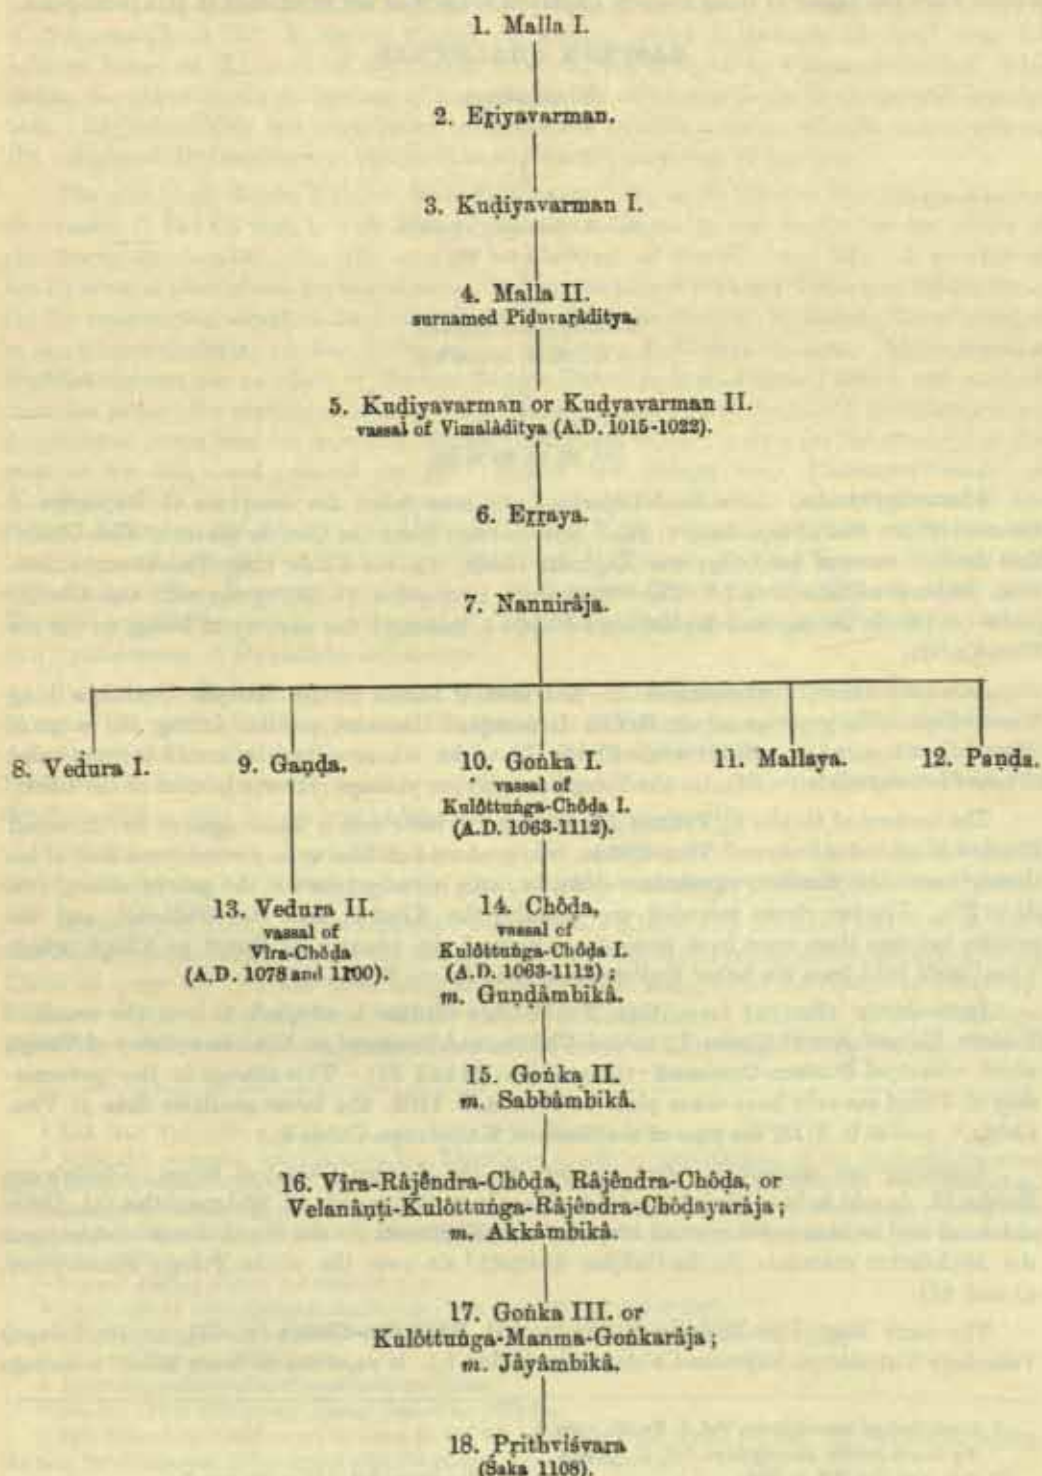 1. Malla I.
2. Eṟiyavarman.
3. Kuḍiyavarman I.
4. Malla II.
surnamed Piḍuvaṟâditya.
5. Kuḍiyavarman or Kuḍyavarman II.
vassal of Vimalâditya (A.D. 1015-1022).
6. Eṟṟaya.
7. Nannirâja.
8. Vedura I. 9. Gaṇḍa. 10. Goṅka I. 11. Mallaya. 12. Paṇḍa.
vassal of
Kulôttuṅga-Chôḍa I.
(A.D. 1063-1112).
13. Vedura II. 14. Chôḍa,
vassal of vassal of
Vîra-Chôḍa Kulôttuṅga-Chôḍa I.
(A.D. 1078 and 1100). (A.D. 1063-1112);
m. Guṇḍâmbikâ.
15. Goṅka II.
m. Sabbâmbikâ.
16. Vîra-Râjêndra-Chôḍa, Râjêndra-Chôḍa, or
Velanâṇṭi-Kulôttuṅga-Râjêndra-Chôḍayarâja;
m. Akkâmbikâ.
17. Goṅka III. or
Kulôttuṅga-Manma-Goṅkarâja;
m. Jâyâmbikâ.
18. Pṛithvîśvara
(Śaka 1108).